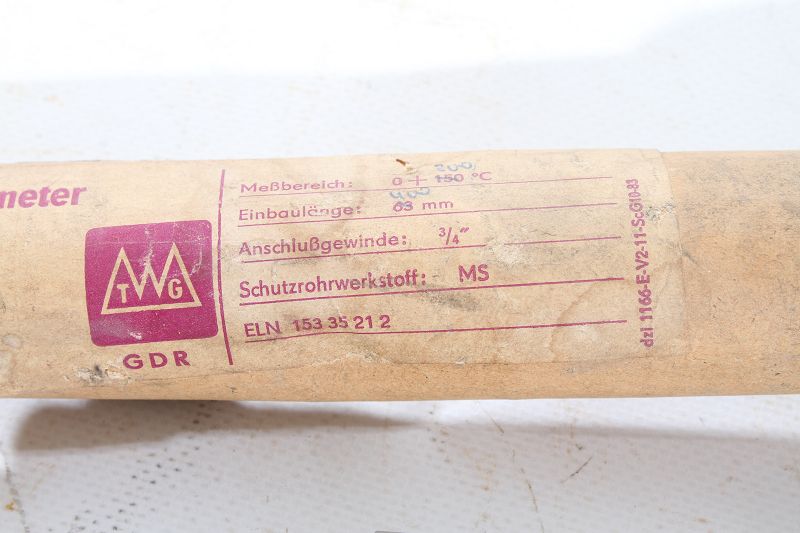 meter
TWG
GDR
200
Meßbereich: 0 + 150 °C
400
Einbaulänge: 63 mm
Anschlußgewinde: 3/4"
Schutzrohrwerkstoff: MS
ELN 153 35 21 2
dzl 1166-E-V2-11-ScG10-83